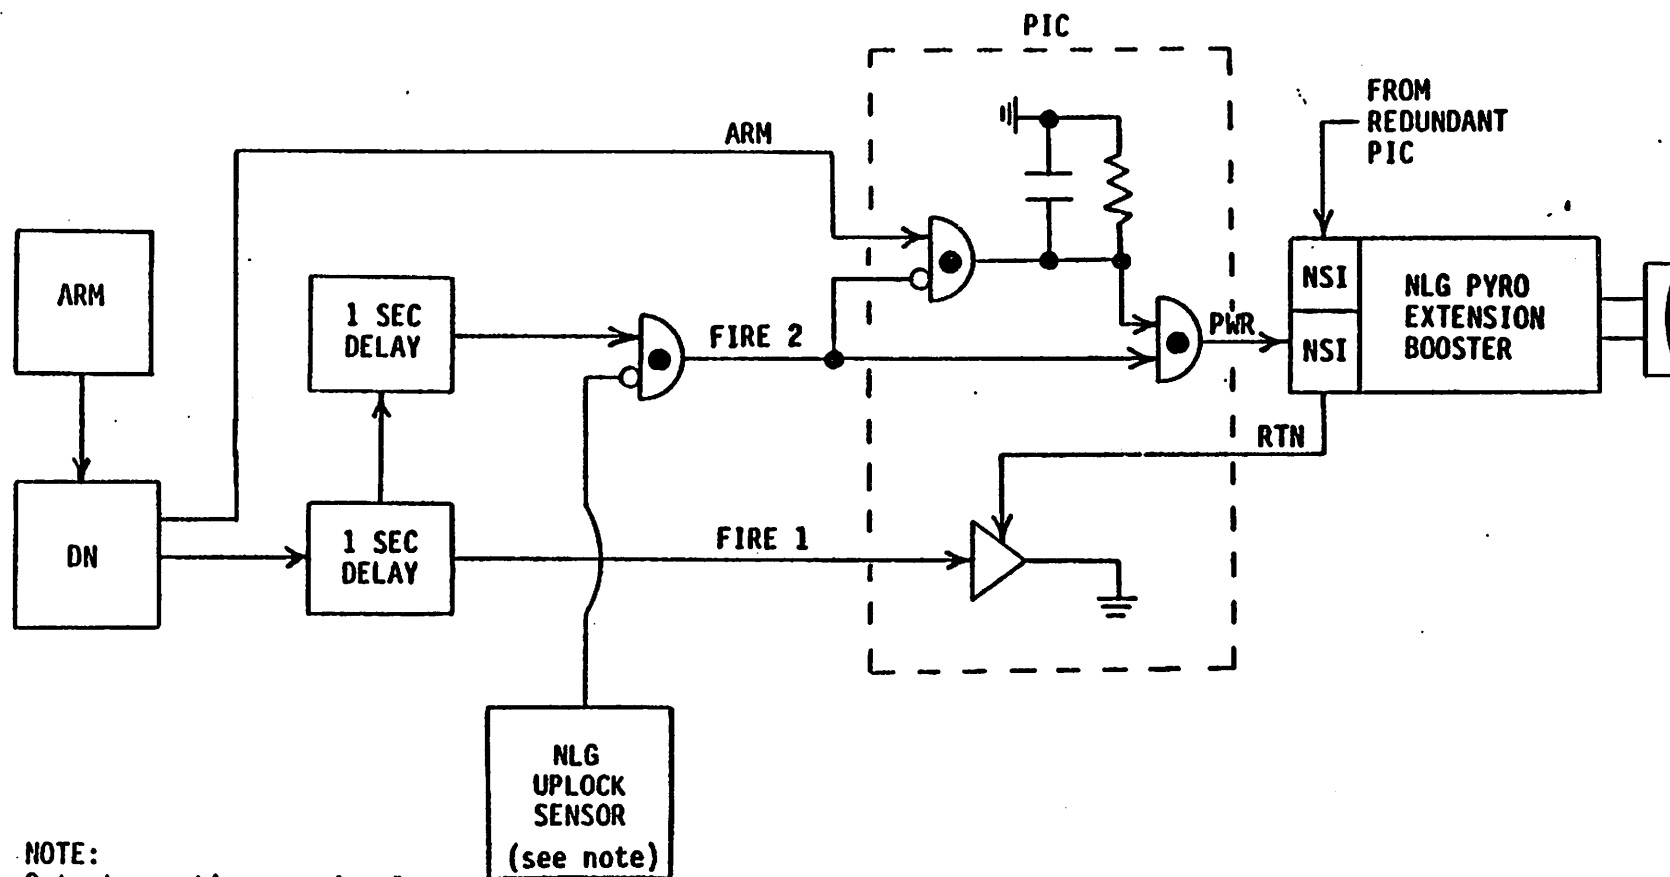 PIC
FROM
REDUNDANT
PIC
ARM
ARM
1 SEC
DELAY
FIRE 2
PWR
NSI
NSI
NLG PYRO
EXTENSION
BOOSTER
RTN
DN
1 SEC
DELAY
FIRE 1
NLG
UPLOCK
SENSOR
(see note)
NOTE: